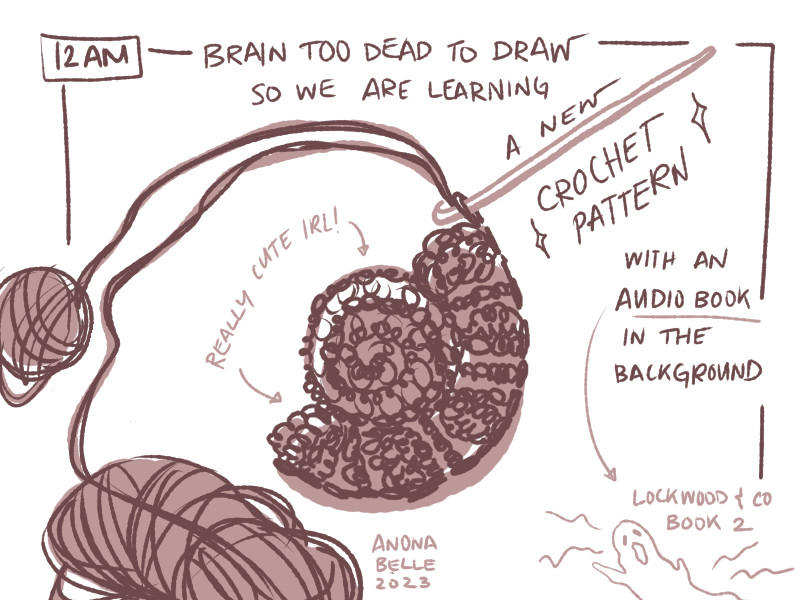 12AM
BRAIN TOO DEAD TO DRAW
SO WE ARE LEARNING
A NEW
CROCHET
PATTERN
WITH AN
AUDIO BOOK
IN THE
BACKGROUND
REALLY CUTE IRL!
LOCKWOOD & CO
BOOK 2
ANONA
BELLE
2023